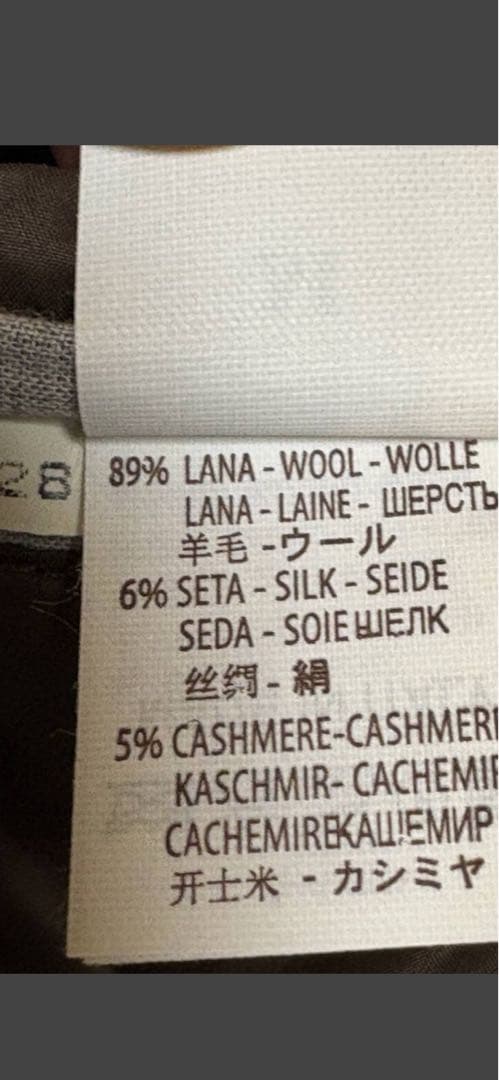 28
89% LANA - WOOL - WOLLE
LANA - LAINE - ШЕРСТЬ
羊毛 - ウール
6% SETA - SILK - SEIDE
SEDA - SOIE ШЕЛК
丝绸 - 絹
5% CASHMERE-CASHMERE
KASCHMIR- CACHEMIR
CACHEMIRE КАШЕМИР
开士米 - カシミヤ